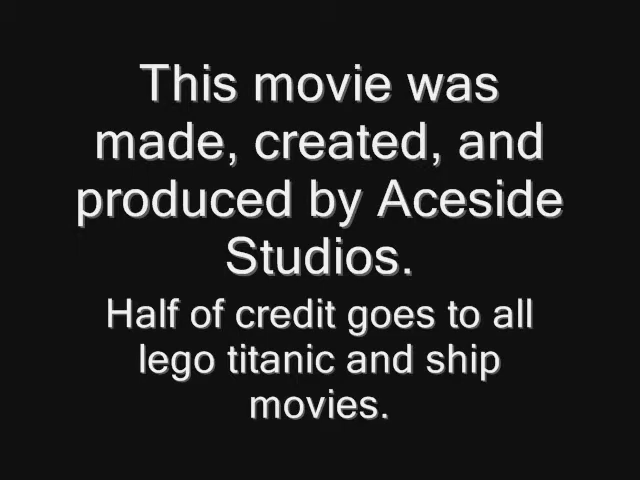 This movie was
made, created, and
produced by Aceside
Studios.
Half of credit goes to all
lego titanic and ship
movies.